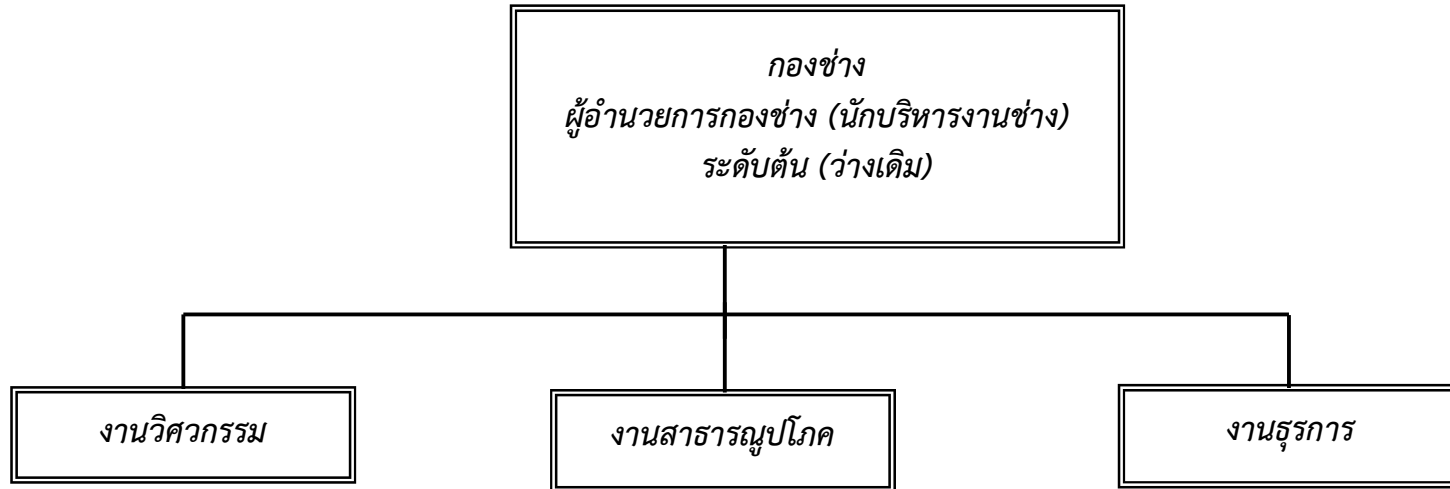 กองช่าง
ผู้อำนวยการกองช่าง (นักบริหารงานช่าง)
ระดับต้น (ว่างเดิม)
งานวิศวกรรม
งานสาธารณูปโภค
งานธุรการ